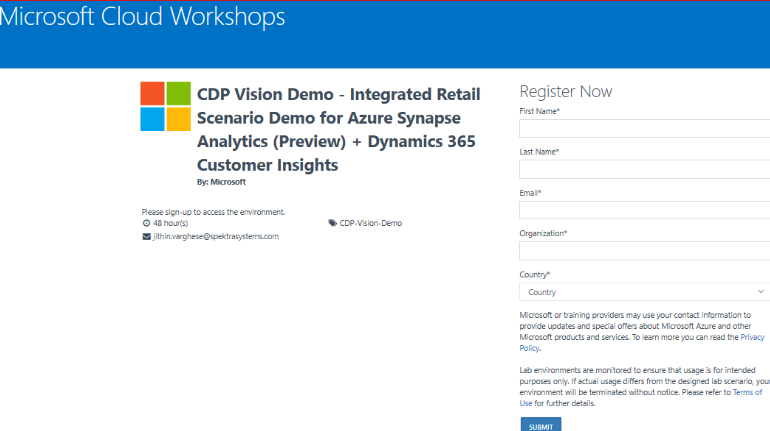 Microsoft Cloud Workshops
CDP Vision Demo - Integrated Retail
Scenario Demo for Azure Synapse
Analytics (Preview) + Dynamics 365
Customer Insights
By: Microsoft
Please sign-up to access the environment.
48 hour(s)
CDP-Vision-Demo
jithin.varghese@spektrasystems.com
Register Now
First Name*
Last Name*
Email*
Organization*
Country*
Country
Microsoft or training providers may use your contact information to
provide updates and special offers about Microsoft Azure and other
Microsoft products and services. To learn more you can read the Privacy
Policy.
Lab environments are monitored to ensure that usage is for intended
purposes only. If actual usage differs from the designed lab scenario, your
environment will be terminated without notice. Please refer to Terms of
Use for further details.
SUBMIT